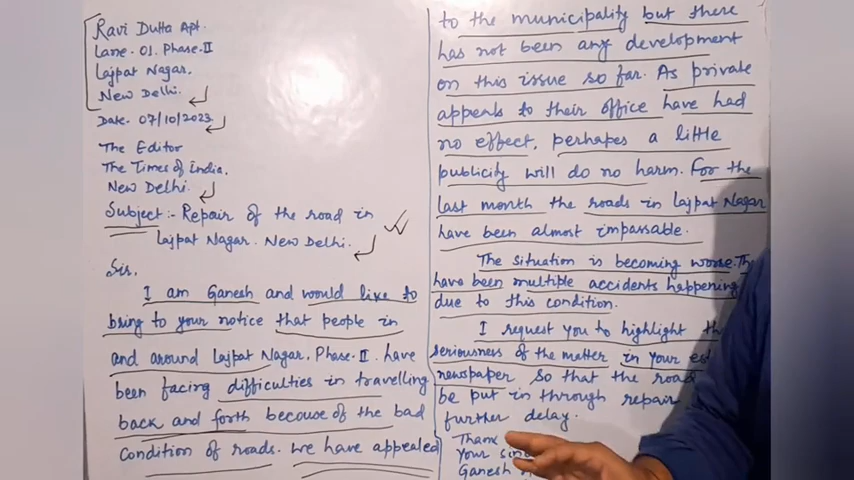 Ravi Dutta Apt.
Lane. 01. Phase. II
Lajpat Nagar.
New Delhi.
Date. 07/10/2023
The Editor
The Times of India.
New Delhi.
Subject:- Repair of the road in
Lajpat Nagar. New Delhi.
Sir.
I am Ganesh and would like to
bring to your notice that people in
and around Lajpat Nagar. Phase. II. have
been facing difficulties in travelling
back and forth because of the bad
condition of roads. we have appealed
to the municipality but there
has not been any development
on this issue so far. As private
appeals to their office have had
no effect, perhapes a little
publicity will do no harm. For the
last month the roads in lajpat Nagar
have been almost impassable.
The situation is becoming worse.
have been multiple accidents happening
due to this condition.
I request you to highlight
seriousness of the matter in your
newspaper so that the road
be put in through repair
further delay.
Thank
Your
Ganesh